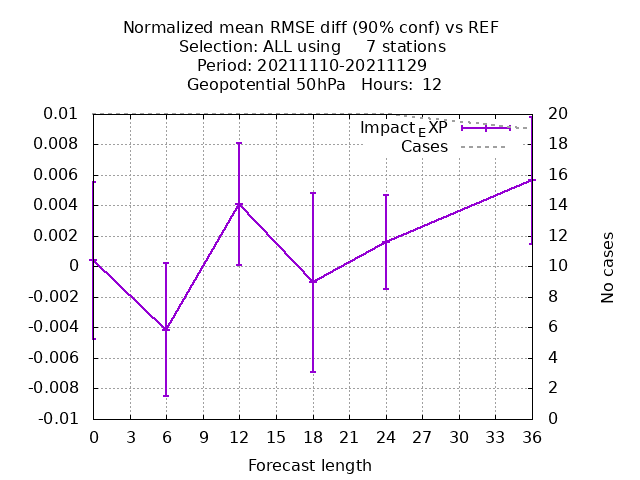 Normalized mean RMSE diff (90% conf) vs REF
Selection: ALL using     7 stations
Period: 20211110-20211129
Geopotential 50hPa   Hours:  12
0.01
0.008
0.006
0.004
0.002
0
-0.002
-0.004
-0.006
-0.008
-0.01
Impact_EXP
Cases
20
18
16
14
12
10
8
6
4
2
0
No cases
0 3 6 9 12 15 18 21 24 27 30 33 36
Forecast length